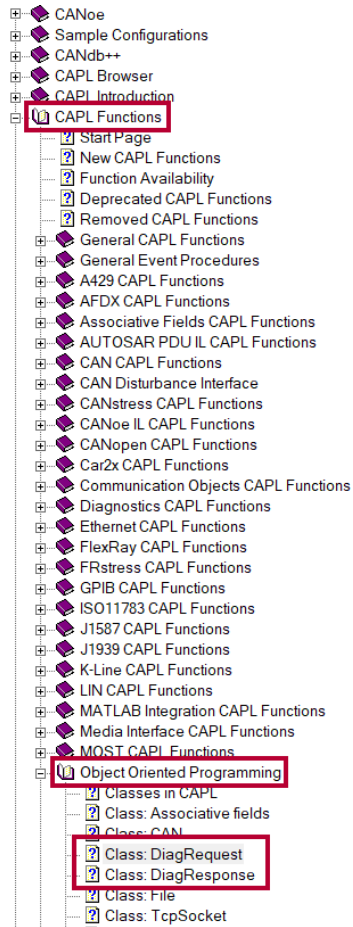 CANoe
Sample Configurations
CANdb++
CAPL Browser
CAPL Introduction
CAPL Functions
Start Page
New CAPL Functions
Function Availability
Deprecated CAPL Functions
Removed CAPL Functions
General CAPL Functions
General Event Procedures
A429 CAPL Functions
AFDX CAPL Functions
Associative Fields CAPL Functions
AUTOSAR PDU IL CAPL Functions
CAN CAPL Functions
CAN Disturbance Interface
CANstress CAPL Functions
CANoe IL CAPL Functions
CANopen CAPL Functions
Car2x CAPL Functions
Communication Objects CAPL Functions
Diagnostics CAPL Functions
Ethernet CAPL Functions
FlexRay CAPL Functions
FRstress CAPL Functions
GPIB CAPL Functions
ISO11783 CAPL Functions
J1587 CAPL Functions
J1939 CAPL Functions
K-Line CAPL Functions
LIN CAPL Functions
MATLAB Integration CAPL Functions
Media Interface CAPL Functions
MOST CAPL Functions
Object Oriented Programming
Classes in CAPL
Class: Associative fields
Class: CAN
Class: DiagRequest
Class: DiagResponse
Class: File
Class: TcpSocket